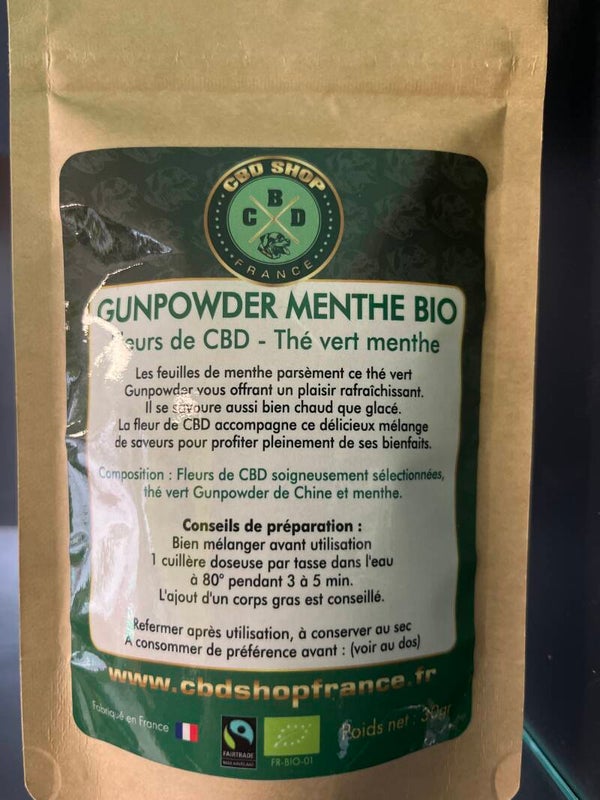 CBD SHOP
C B D
FRANCE
GUNPOWDER MENTHE BIO
de CBD - Thé vert menthe
Les feuilles de menthe parsèment ce thé vert
Gunpowder vous offrant un plaisir rafraîchissant.
Il se savoure aussi bien chaud que glacé.
La fleur de CBD accompagne ce délicieux mélange
de saveurs pour profiter pleinement de ses bienfaits.
Composition : Fleurs de CBD soigneusement sélectionnées,
thé vert Gunpowder de Chine et menthe.
Conseils de préparation :
Bien mélanger avant utilisation
1 cuillère doseuse par tasse dans l'eau
à 80° pendant 3 à 5 min.
L'ajout d'un corps gras est conseillé.
Refermer après utilisation, à conserver au sec
A consommer de préférence avant : (voir au dos)
www.cbdshopfrance.fr
Fabriqué en France
FAIRTRADE
FR-BIO-01
Poids net : 30gr